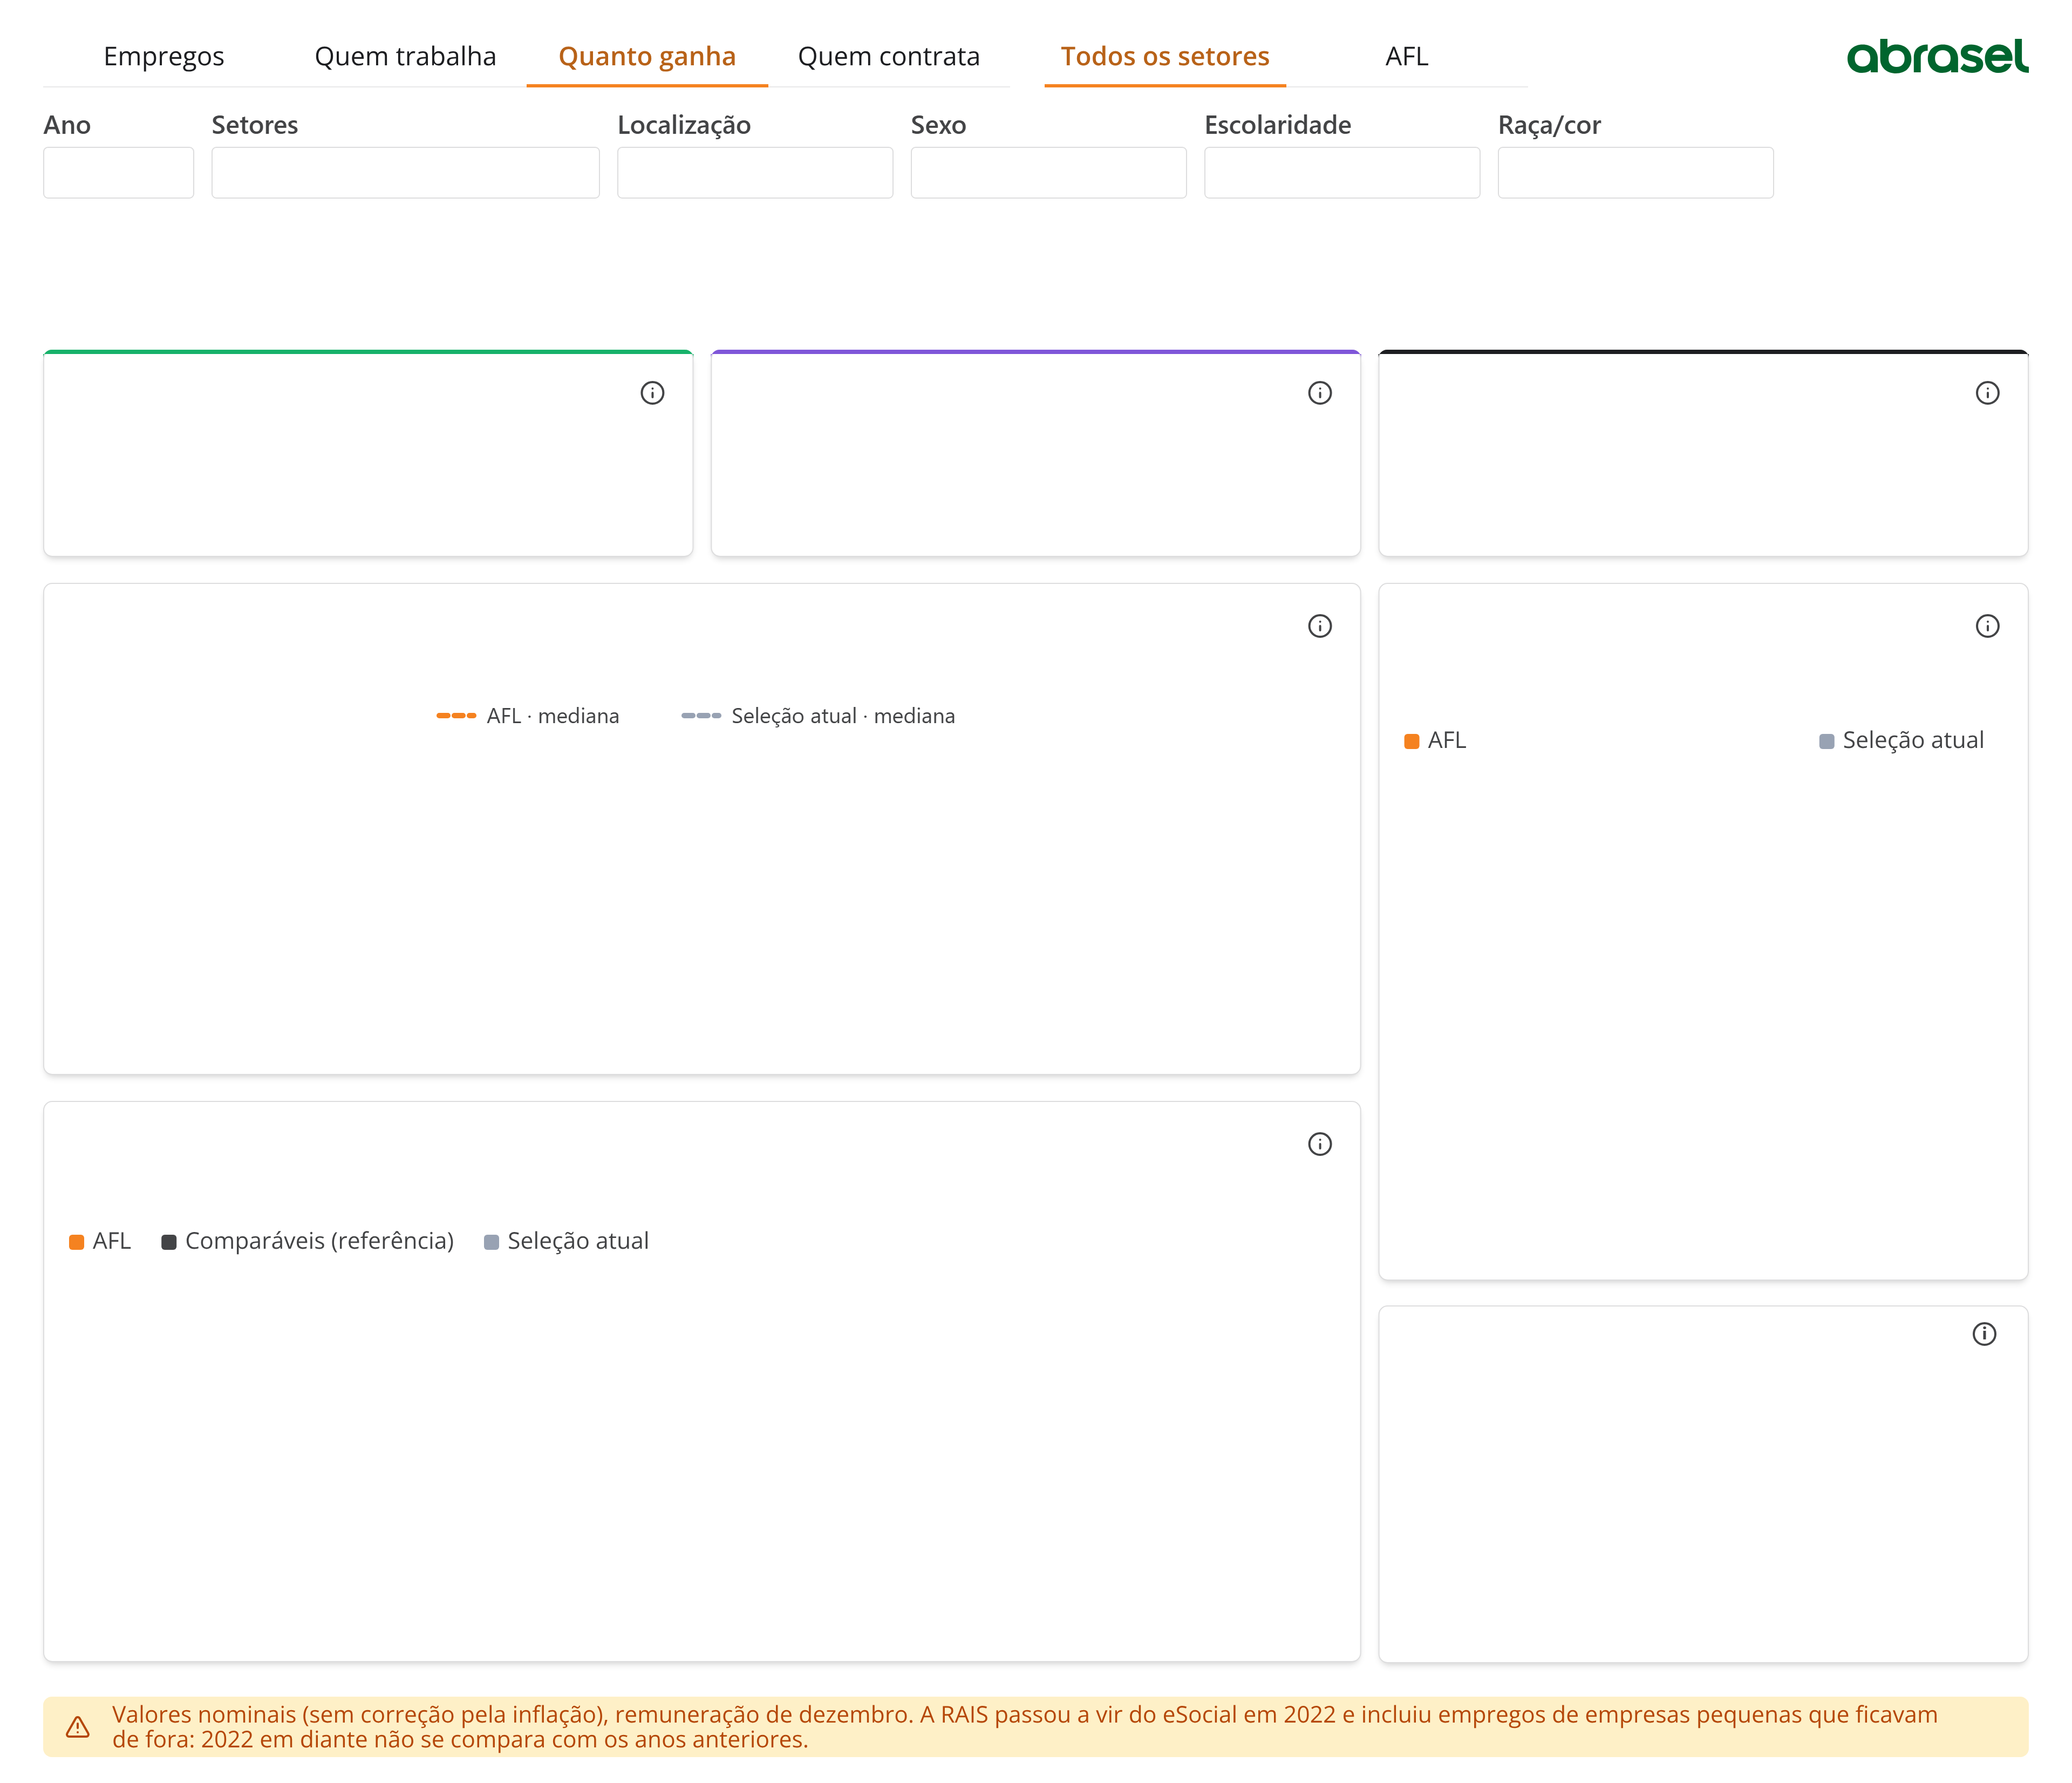 Empregos
Quem trabalha
Quanto ganha
Quem contrata
Todos os setores
AFL
abrasel
Ano
Setores
Localização
Sexo
Escolaridade
Raça/cor
AFL · mediana
Seleção atual · mediana
AFL
Seleção atual
AFL
Comparáveis (referência)
Seleção atual
Valores nominais (sem correção pela inflação), remuneração de dezembro. A RAIS passou a vir do eSocial em 2022 e incluiu empregos de empresas pequenas que ficavam
de fora: 2022 em diante não se compara com os anos anteriores.